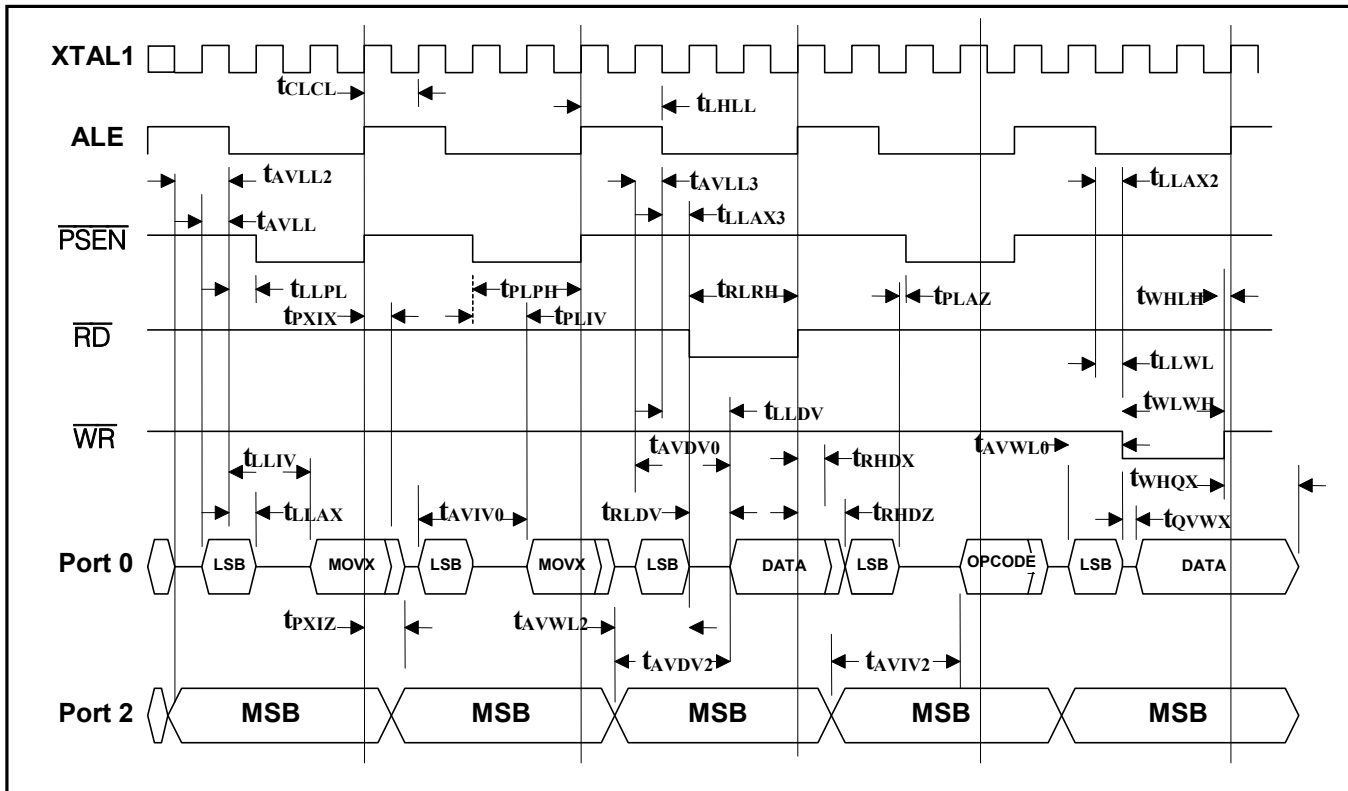 XTAL1
tCLCL
tLHLL
ALE
tAVLL2
tAVLL3
tLLAX2
tAVLL
tLLAX3
PSEN
tLLPL
tPLPH
tRLRH
tPLAZ
tWHLH
tPXIX
tPLIV
RD
tLLWL
tLLDV
tWLWH
WR
tAVDV0
tAVWL0
tLLIV
tRHDX
tWHQX
tLLAX
tAVIV0
tRLDV
tRHDZ
tQVWX
Port 0 LSB MOVX LSB MOVX LSB DATA LSB OPCODE LSB DATA
tPXIZ
tAVWL2
tAVDV2
tAVIV2
Port 2 MSB MSB MSB MSB MSB